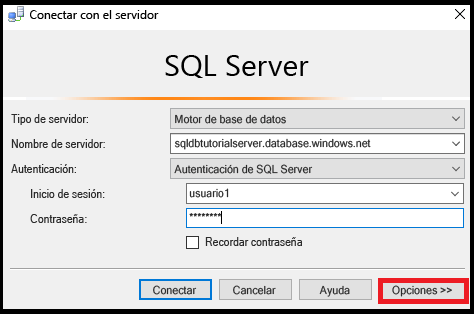 Conectar con el servidor
SQL Server
Tipo de servidor: Motor de base de datos
Nombre de servidor: sqldbtutorialserver.database.windows.net
Autenticación: Autenticación de SQL Server
Inicio de sesión: usuario1
Contraseña: ********
Recordar contraseña
Conectar Cancelar Ayuda Opciones >>